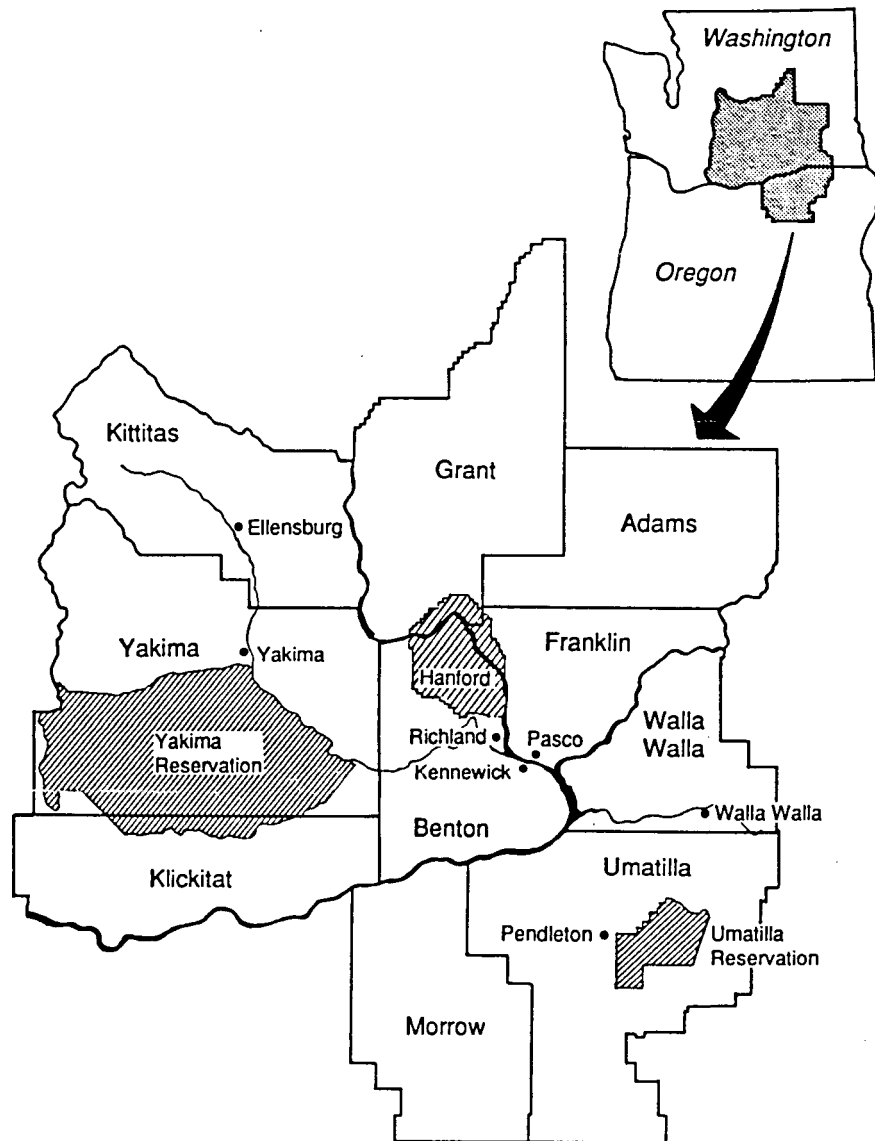 Washington
Oregon
Kittitas
Grant
Ellensburg
Adams
Yakima
Yakima
Franklin
Hanford
Yakima
Reservation
Richland
Pasco
Kennewick
Walla
Walla
Walla Walla
Benton
Klickitat
Umatilla
Pendleton
Umatilla
Reservation
Morrow